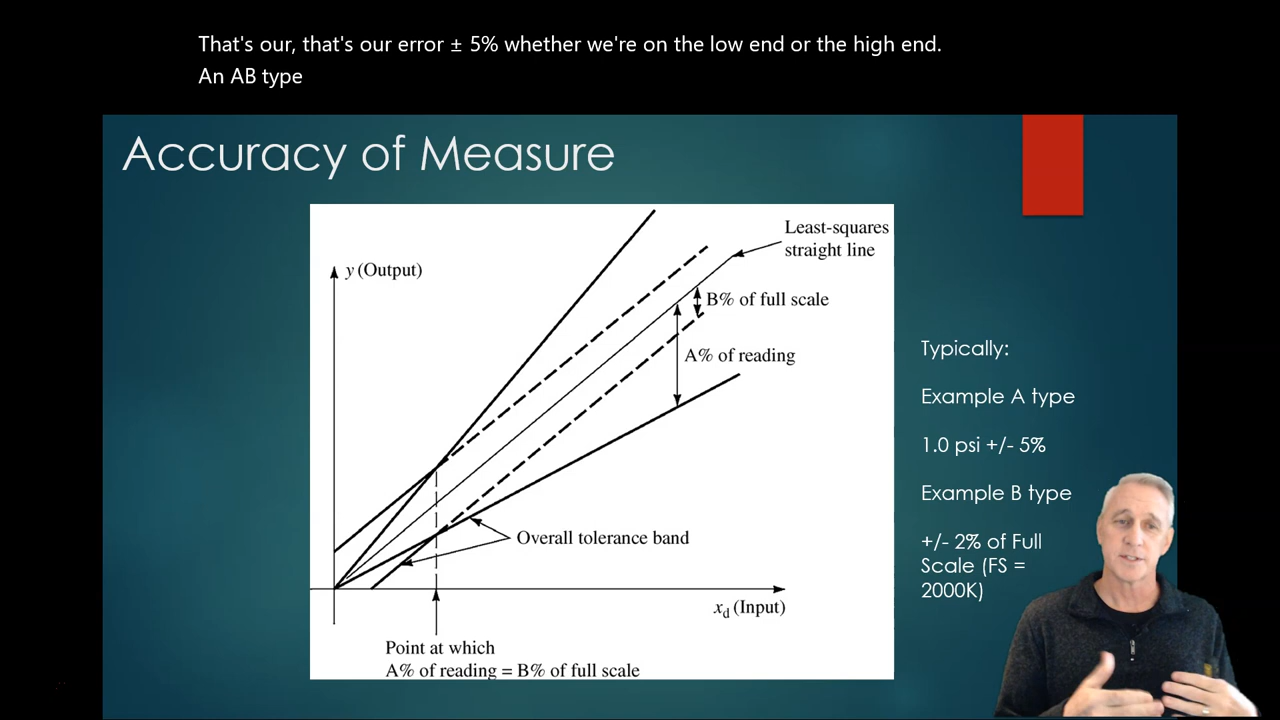 That's our, that's our error ± 5% whether we're on the low end or the high end.
An AB type
Accuracy of Measure
Least-squares
straight line
y (Output)
B% of full scale
A% of reading
Overall tolerance band
xd (Input)
Point at which
A% of reading = B% of full scale
Typically:
Example A type
1.0 psi +/- 5%
Example B type
+/- 2% of Full
Scale (FS =
2000K)